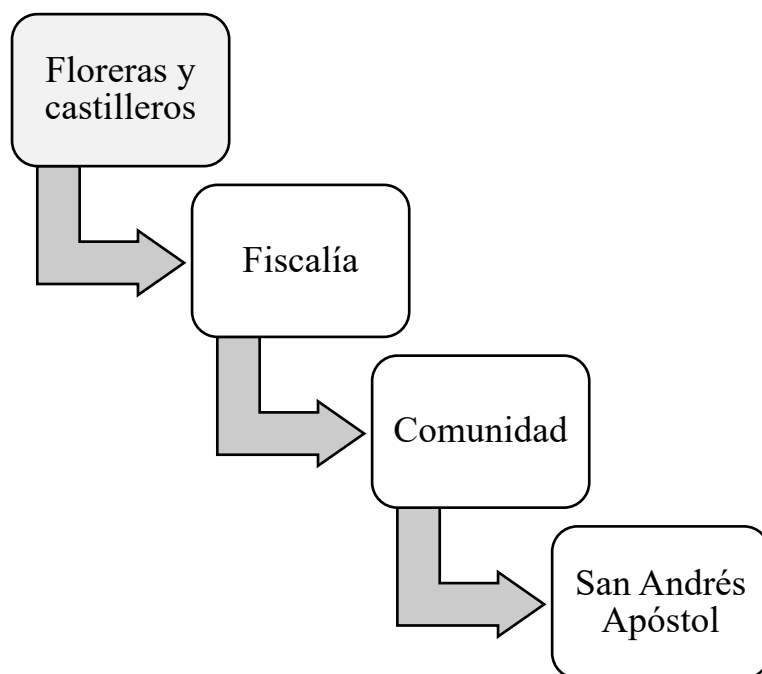 Floreras y
castilleros
Fiscalía
Comunidad
San Andrés
Apóstol